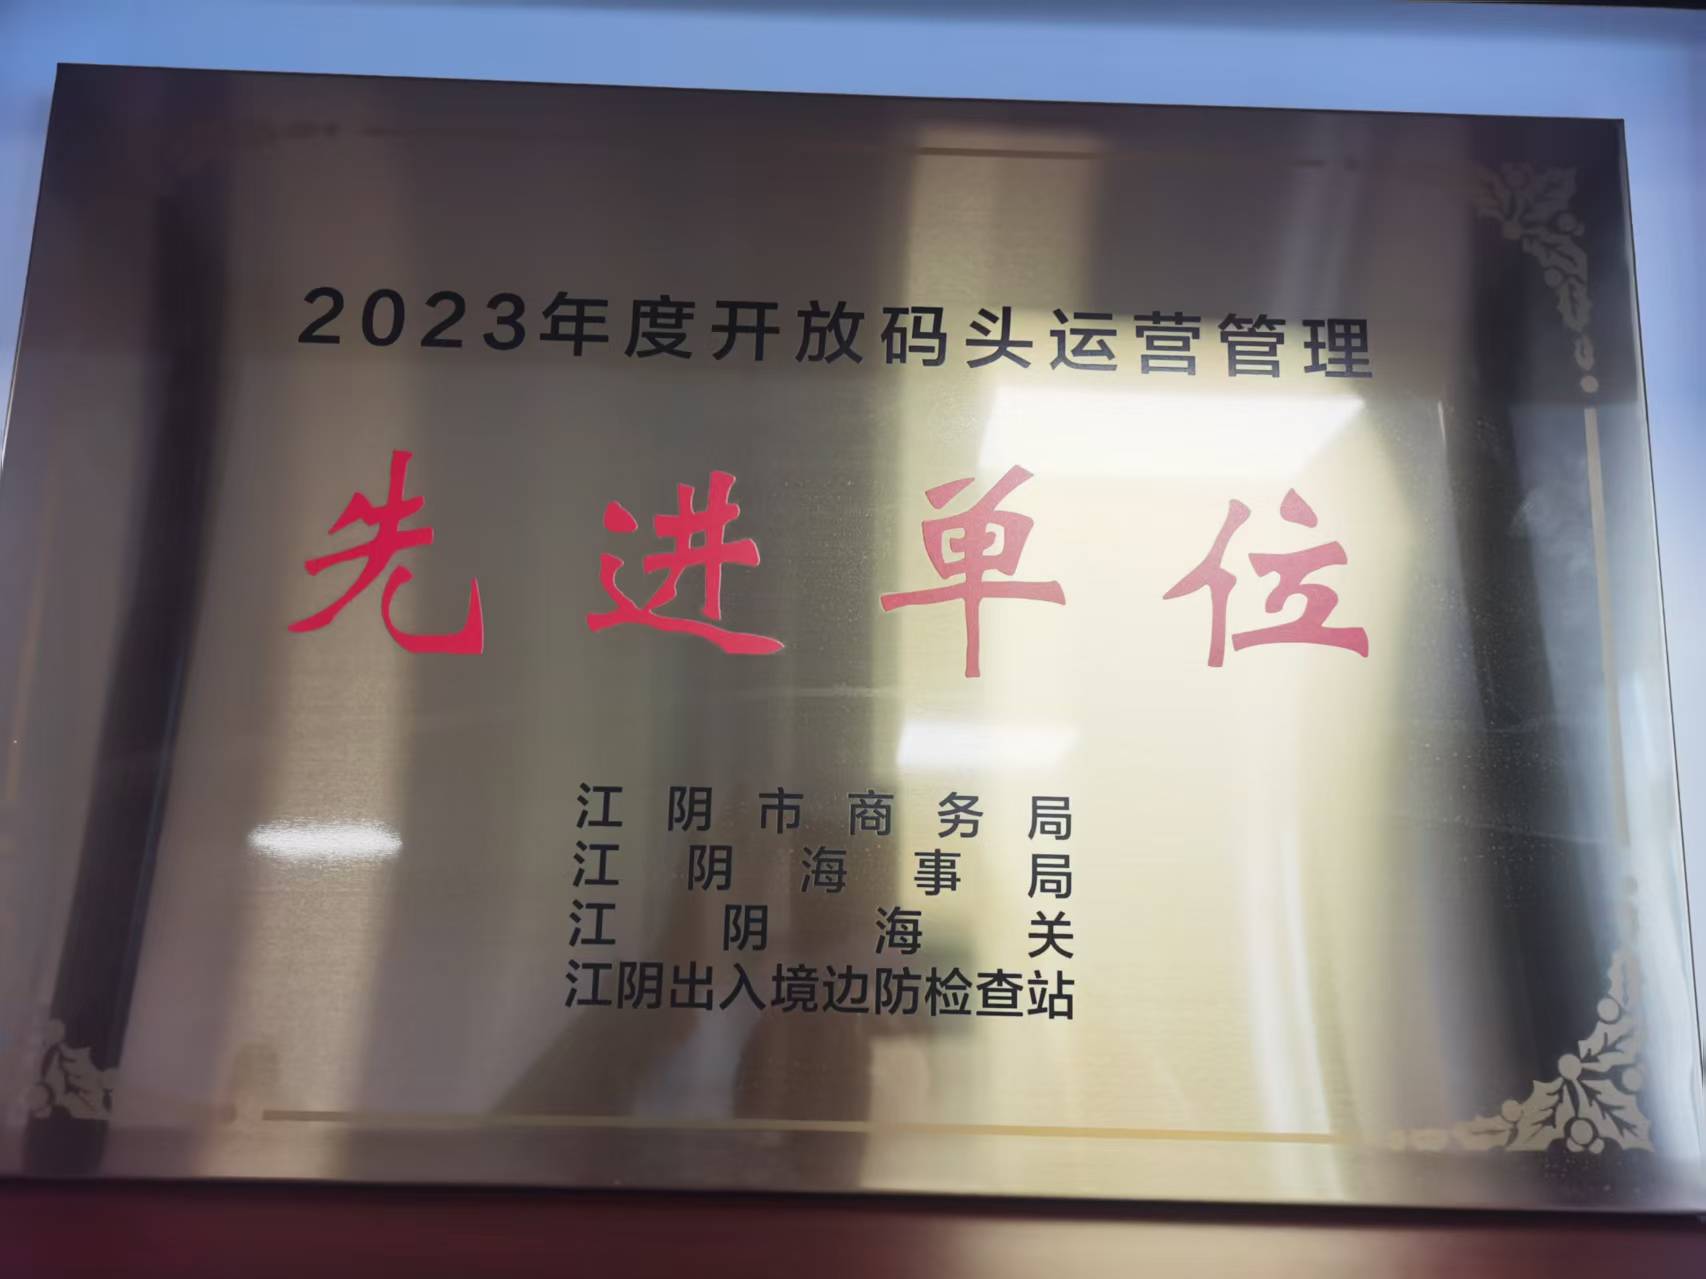 2023年度开放码头运营管理
先进单位
江阴市商务局
江阴海事局
江阴海关
江阴出入境边防检查站